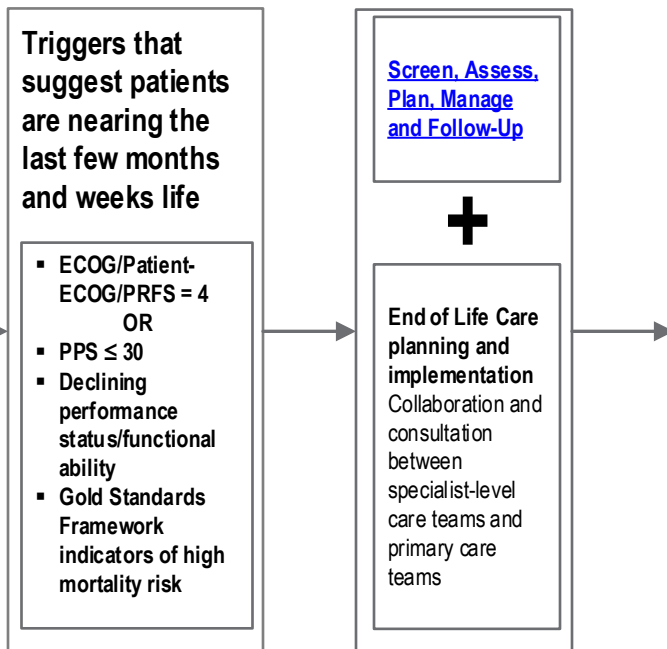 Triggers that
suggest patients
are nearing the
last few months
and weeks life
▪ ECOG/Patient-
ECOG/PRFS = 4
OR
▪ PPS ≤ 30
▪ Declining
performance
status/functional
ability
▪ Gold Standards
Framework
indicators of high
mortality risk
Screen, Assess,
Plan, Manage
and Follow-Up
+
End of Life Care
planning and
implementation
Collaboration and
consultation
between
specialist-level
care teams and
primary care
teams